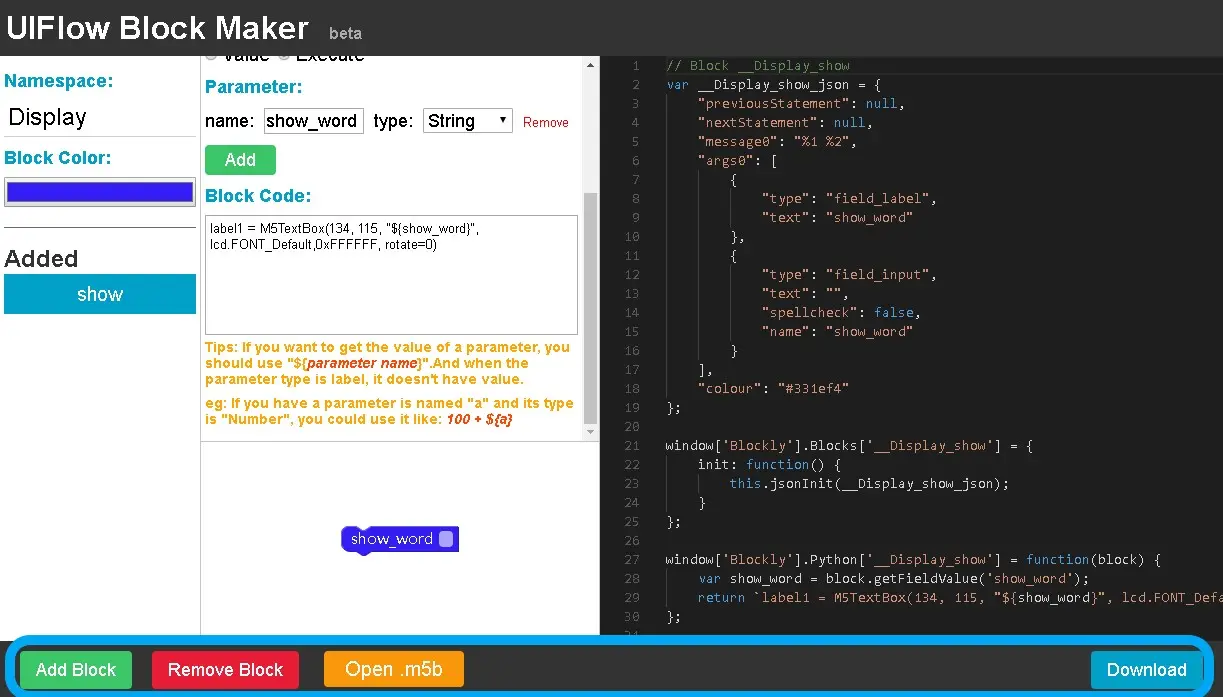 UIFlow Block Maker beta
Namespace:
Display
Block Color:
Added
show
Value Execute
Parameter:
name: show_word type: String Remove
Add
Block Code:
label1 = M5TextBox(134, 115, "${show_word}",
lcd.FONT_Default,0xFFFFFF, rotate=0)
Tips: If you want to get the value of a parameter, you
should use "${parameter name}".And when the
parameter type is label, it doesn't have value.
eg: If you have a parameter is named "a" and its type
is "Number", you could use it like: 100 + ${a}
show_word
1 // Block __Display_show
2 var __Display_show_json = {
3 "previousStatement": null,
4 "nextStatement": null,
5 "message0": "%1 %2",
6 "args0": [
7 {
8 "type": "field_label",
9 "text": "show_word"
10 },
11 {
12 "type": "field_input",
13 "text": "",
14 "spellcheck": false,
15 "name": "show_word"
16 }
17 ],
18 "colour": "#331ef4"
19 };
20
21 window['Blockly'].Blocks['__Display_show'] = {
22 init: function() {
23 this.jsonInit(__Display_show_json);
24 }
25 };
26
27 window['Blockly'].Python['__Display_show'] = function(block) {
28 var show_word = block.getFieldValue('show_word');
29 return `label1 = M5TextBox(134, 115, "${show_word}", lcd.FONT_Defa
30 };
Add Block Remove Block Open .m5b Download